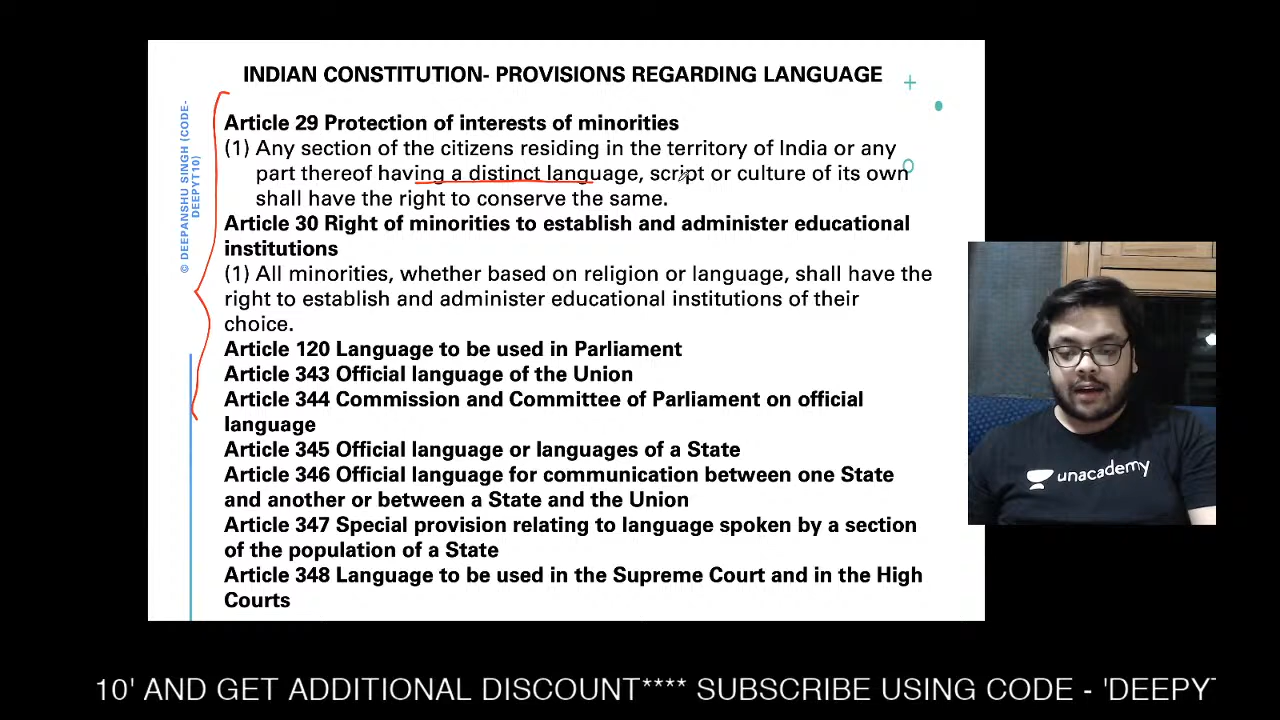 INDIAN CONSTITUTION- PROVISIONS REGARDING LANGUAGE
© DEEPANSHU SINGH (CODE-
DEEPYT10)
Article 29 Protection of interests of minorities
(1) Any section of the citizens residing in the territory of India or any
part thereof having a distinct language, script or culture of its own
shall have the right to conserve the same.
Article 30 Right of minorities to establish and administer educational
institutions
(1) All minorities, whether based on religion or language, shall have the
right to establish and administer educational institutions of their
choice.
Article 120 Language to be used in Parliament
Article 343 Official language of the Union
Article 344 Commission and Committee of Parliament on official
language
Article 345 Official language or languages of a State
Article 346 Official language for communication between one State
and another or between a State and the Union
Article 347 Special provision relating to language spoken by a section
of the population of a State
Article 348 Language to be used in the Supreme Court and in the High
Courts
unacademy
10' AND GET ADDITIONAL DISCOUNT**** SUBSCRIBE USING CODE - 'DEEPYT